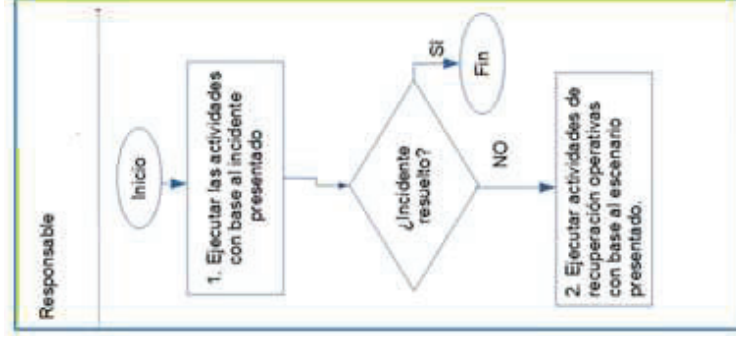 Responsable
Inicio
1. Ejecutar las actividades
con base al incidente
presentado
¿Incidente
resuelto?
SI
Fin
NO
2. Ejecutar actividades de
recuperación operativas
con base al escenario
presentado.